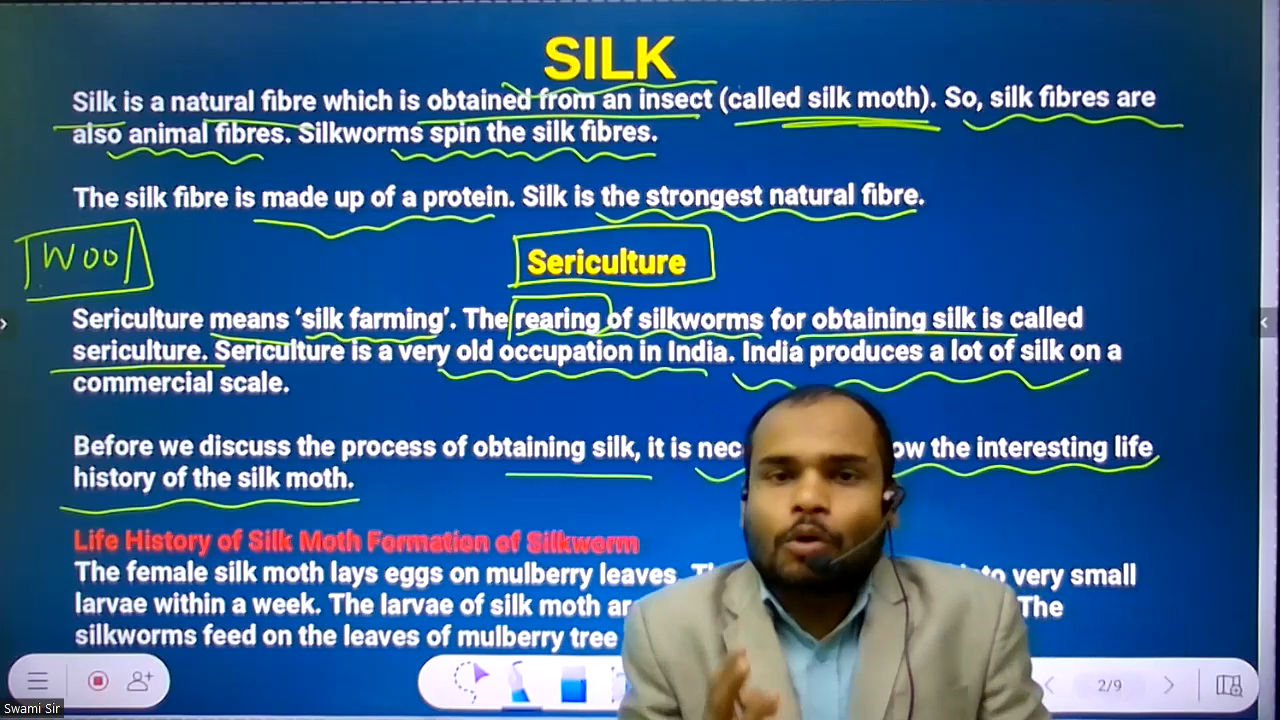 SILK
Silk is a natural fibre which is obtained from an insect (called silk moth). So, silk fibres are
also animal fibres. Silkworms spin the silk fibres.
The silk fibre is made up of a protein. Silk is the strongest natural fibre.
Woo
Sericulture
Sericulture means ‘silk farming’. The rearing of silkworms for obtaining silk is called
sericulture. Sericulture is a very old occupation in India. India produces a lot of silk on a
commercial scale.
Before we discuss the process of obtaining silk, it is the interesting life
history of the silk moth.
Life History of Silk Moth Formation of Silkworm
The female silk moth lays eggs on mulberry leaves. very small
larvae within a week. The larvae of silk moth The
silkworms feed on the leaves of mulberry tree
2/9
Swami Sir